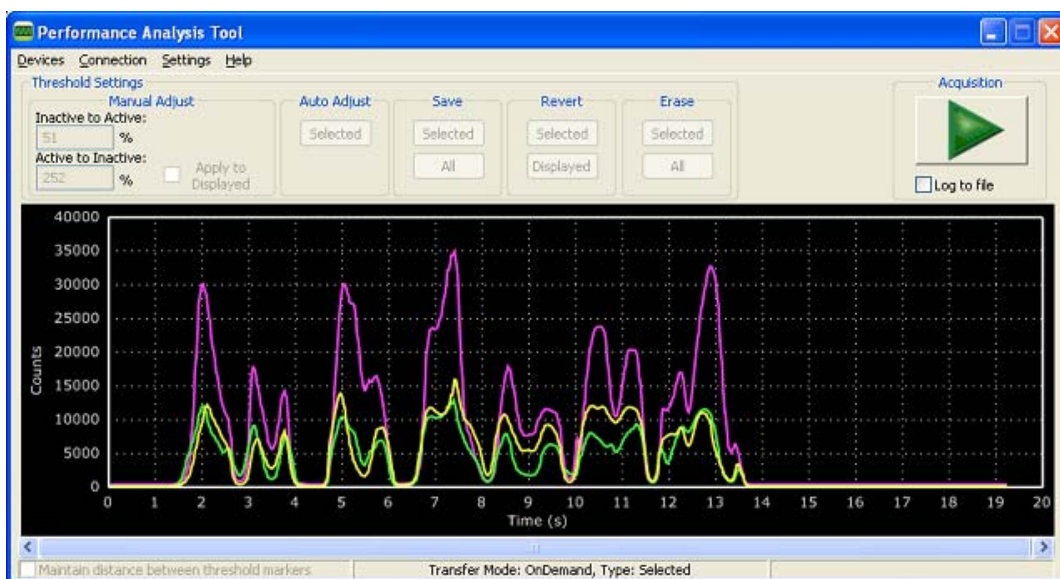 Performance Analysis Tool
Devices Connection Settings Help
Threshold Settings
Manual Adjust
Inactive to Active:
51 %
Active to Inactive:
252 %
Apply to
Displayed
Auto Adjust
Selected
Save
Selected
All
Revert
Selected
Displayed
Erase
Selected
All
Acquisition
Log to file
40000
35000
30000
25000
20000
15000
10000
5000
0
Counts
0 1 2 3 4 5 6 7 8 9 10 11 12 13 14 15 16 17 18 19 20
Time (s)
Maintain distance between threshold markers
Transfer Mode: OnDemand, Type: Selected